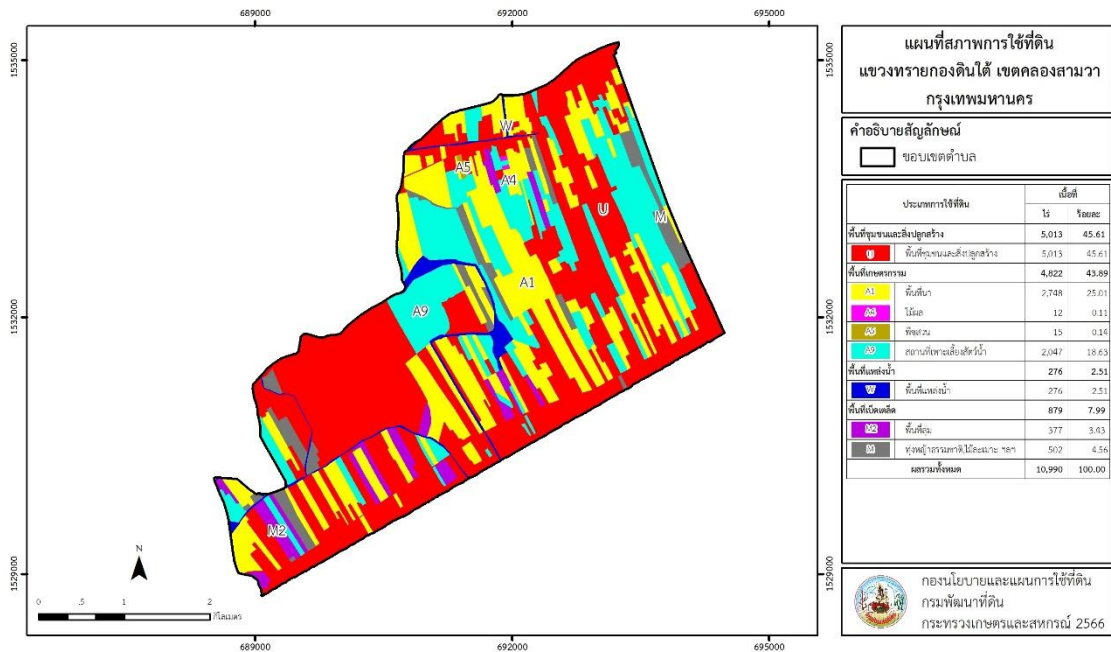 689000
692000
695000
1535000
1535000
1532000
1532000
1529000
1529000
W
A5
A4
U
M
A1
A9
M2
N
0 .5 1 2
กิโลเมตร
689000
692000
695000
แผนที่สภาพการใช้ที่ดิน
แขวงทรายกองดินใต้ เขตคลองสามวา
กรุงเทพมหานคร
คำอธิบายสัญลักษณ์
ขอบเขตตำบล
ประเภทการใช้ที่ดิน เนื้อที่
ไร่ ร้อยละ
พื้นที่ชุมชนและสิ่งปลูกสร้าง 5,013 45.61
U พื้นที่ชุมชนและสิ่งปลูกสร้าง 5,013 45.61
พื้นที่เกษตรกรรม 4,822 43.89
A1 พื้นที่นา 2,748 25.01
A4 ไม้ผล 12 0.11
A5 พืชสวน 15 0.14
A9 สถานที่เพาะเลี้ยงสัตว์น้ำ 2,047 18.63
พื้นที่แหล่งน้ำ 276 2.51
W พื้นที่แหล่งน้ำ 276 2.51
พื้นที่เบ็ดเตล็ด 879 7.99
M2 พื้นที่ลุ่ม 377 3.43
M ทุ่งหญ้าธรรมชาติ,ไม้ละเมาะ ฯลฯ 502 4.56
ผลรวมทั้งหมด 10,990 100.00
กองนโยบายและแผนการใช้ที่ดิน
กรมพัฒนาที่ดิน
กระทรวงเกษตรและสหกรณ์ 2566